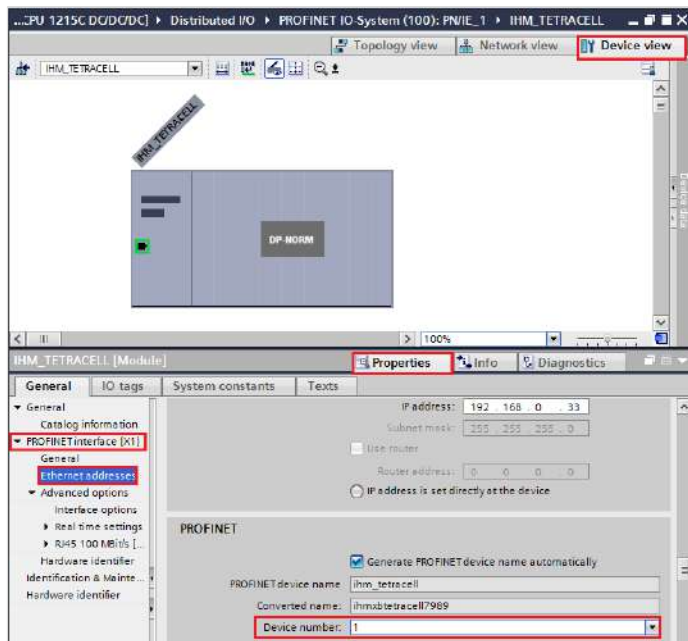 ...CPU 1215C DC/DC/DC] ▸ Distributed I/O ▸ PROFINET IO-System (100): PN/IE_1 ▸ IHM_TETRACELL
Topology view Network view Device view
IHM_TETRACELL
IHM_TETRACELL
DP-NORM
100%
IHM_TETRACELL [Module]
Properties Info Diagnostics
General IO tags System constants Texts
General
Catalog information
PROFINET interface [X1]
General
Ethernet addresses
Advanced options
Interface options
Real time settings
RJ45 100 MBit/s [...
Hardware identifier
Identification & Mainte...
Hardware identifier
IP address: 192 . 168 . 0 . 33
Subnet mask: 255 . 255 . 255 . 0
Use router
Router address: 0 . 0 . 0 . 0
IP address is set directly at the device
PROFINET
Generate PROFINET device name automatically
PROFINET device name ihm_tetracell
Converted name: ihmxbtetracell7989
Device number: 1